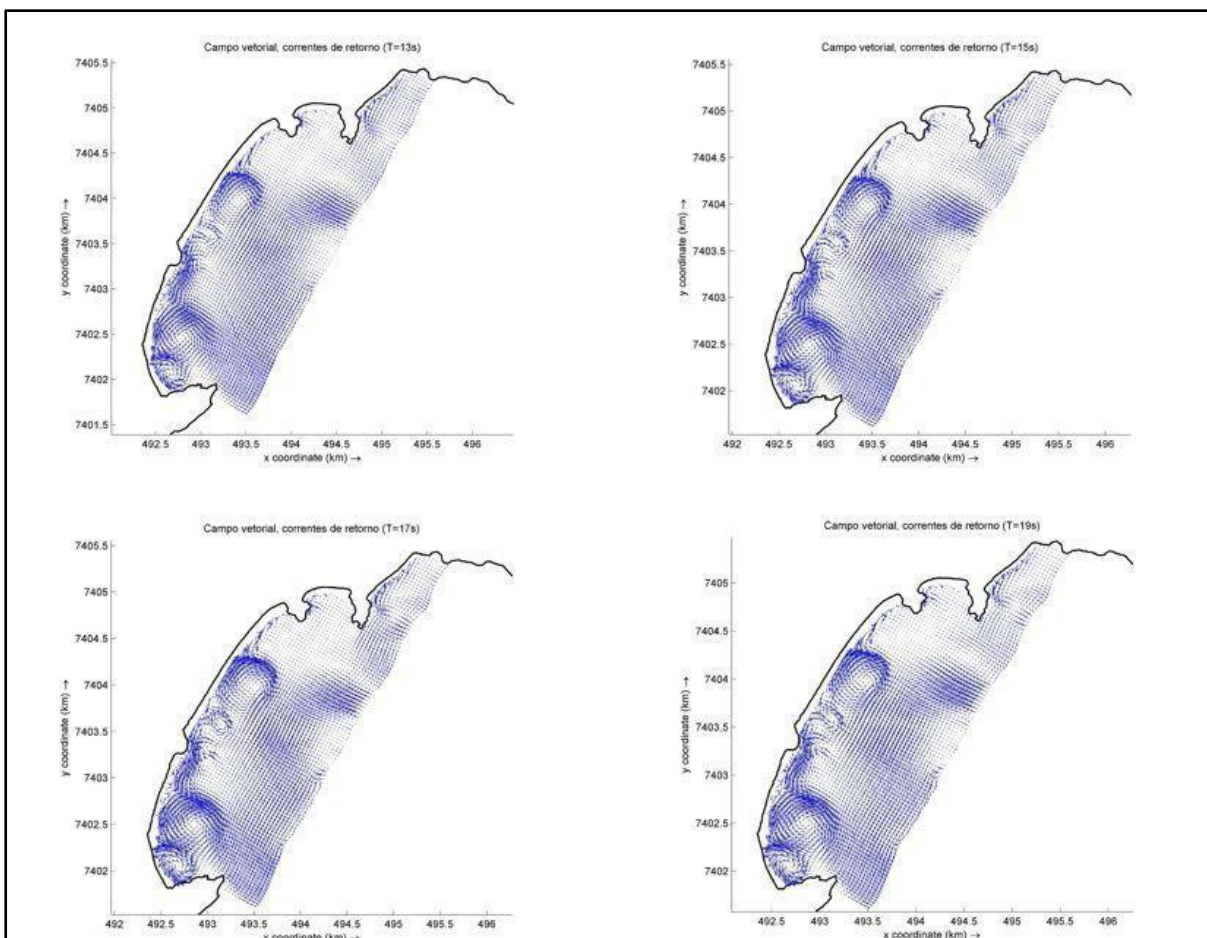 Campo vetorial, correntes de retorno (T=13s)
7405.5
7405
7404.5
7404
7403.5
7403
7402.5
7402
7401.5
y coordinate (km) →
492.5 493 493.5 494 494.5 495 495.5 496
x coordinate (km) →
Campo vetorial, correntes de retorno (T=15s)
7405.5
7405
7404.5
7404
7403.5
7403
7402.5
7402
y coordinate (km) →
492 492.5 493 493.5 494 494.5 495 495.5 496
x coordinate (km) →
Campo vetorial, correntes de retorno (T=17s)
7405.5
7405
7404.5
7404
7403.5
7403
7402.5
7402
y coordinate (km) →
492 492.5 493 493.5 494 494.5 495 495.5 496
x coordinate (km) →
Campo vetorial, correntes de retorno (T=19s)
7405
7404.5
7404
7403.5
7403
7402.5
7402
y coordinate (km) →
492.5 493 493.5 494 494.5 495 495.5 496
x coordinate (km) →